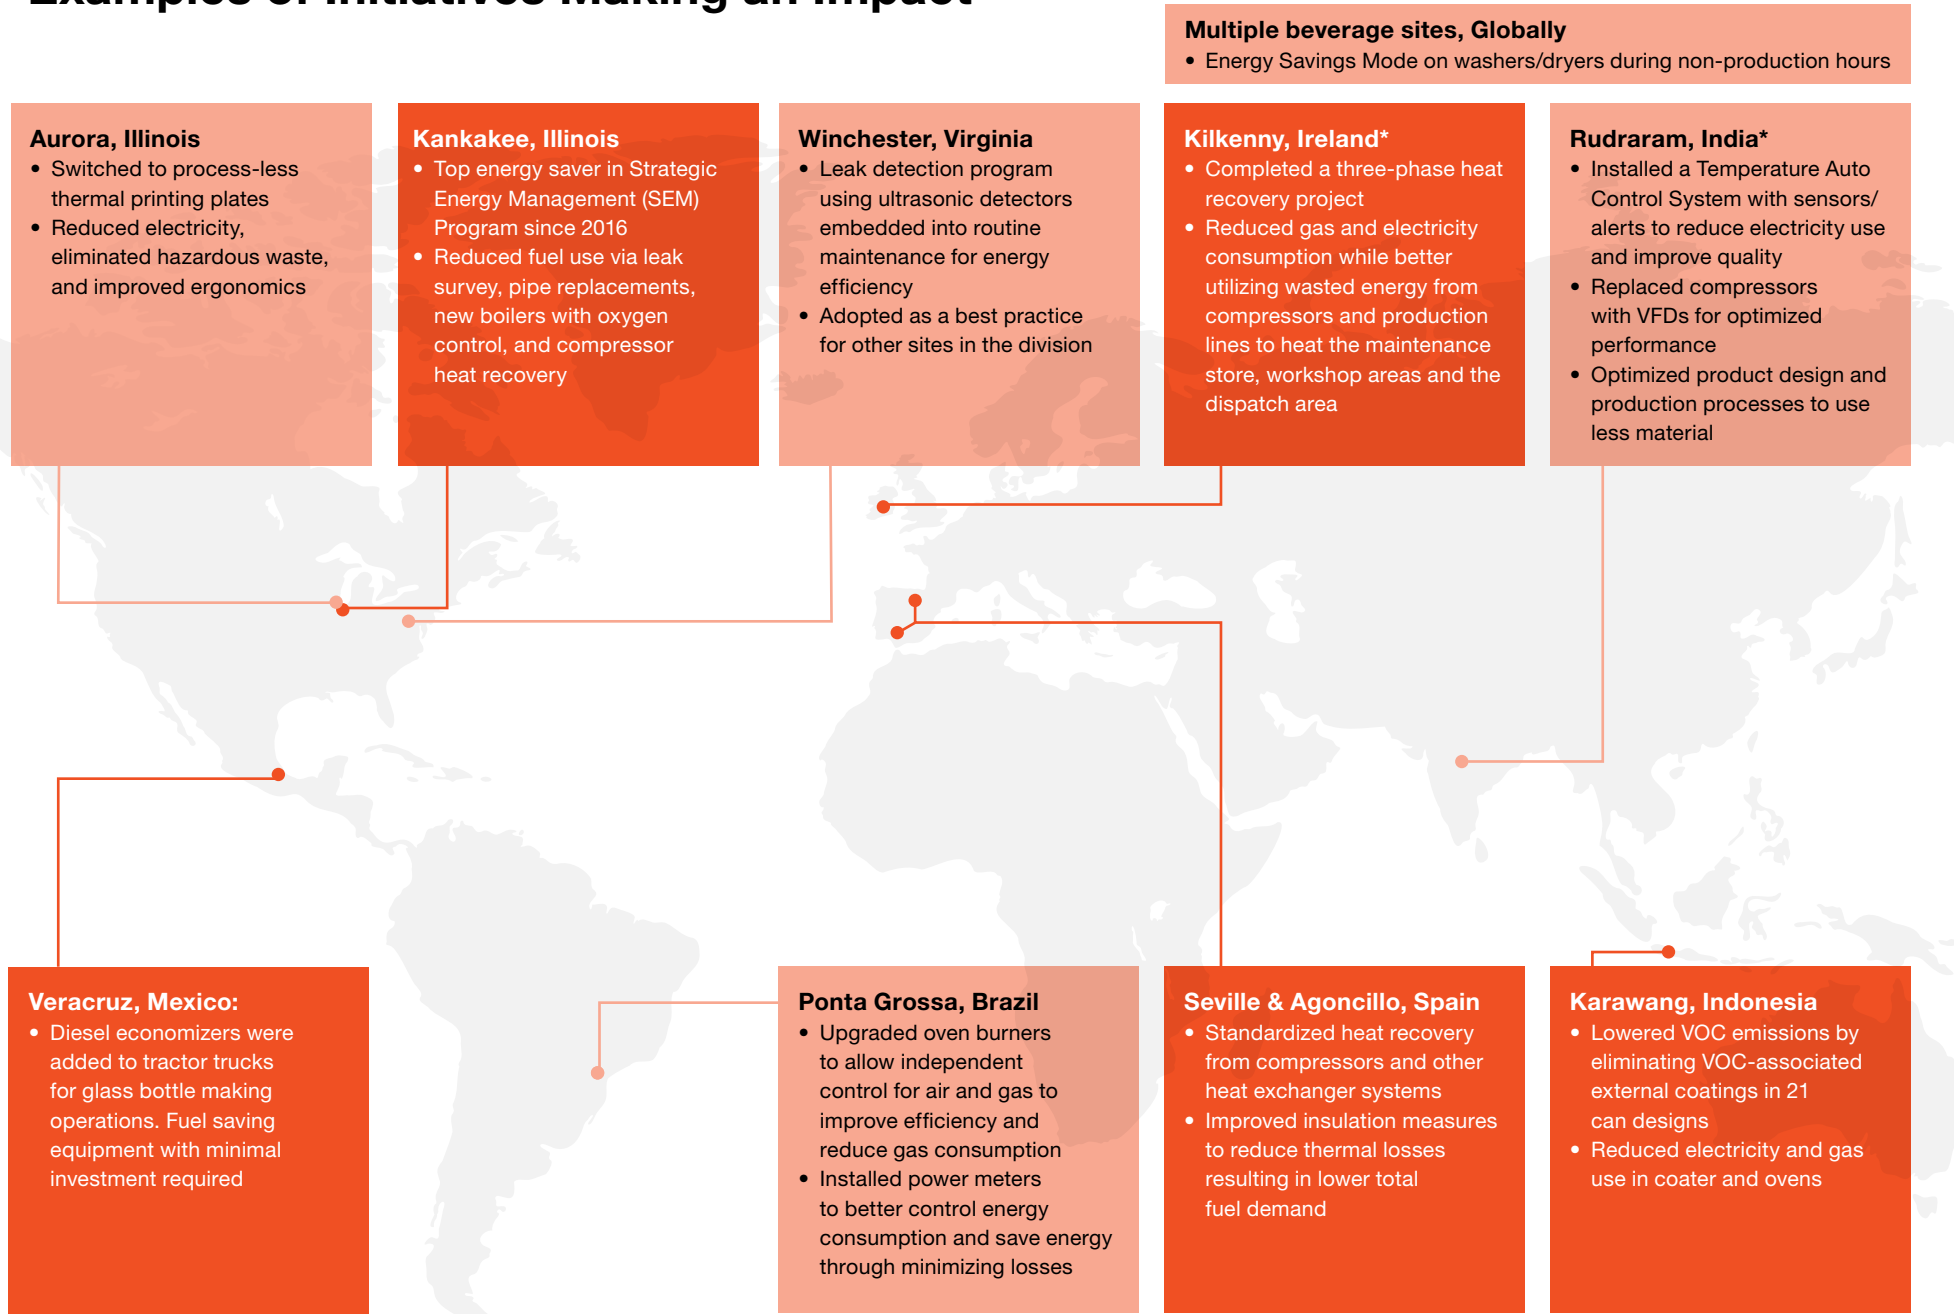 Examples of Initiatives Making an Impact
Multiple beverage sites, Globally
• Energy Savings Mode on washers/dryers during non-production hours
Aurora, Illinois
• Switched to process-less
thermal printing plates
• Reduced electricity,
eliminated hazardous waste,
and improved ergonomics
Kankakee, Illinois
• Top energy saver in Strategic
Energy Management (SEM)
Program since 2016
• Reduced fuel use via leak
survey, pipe replacements,
new boilers with oxygen
control, and compressor
heat recovery
Winchester, Virginia
• Leak detection program
using ultrasonic detectors
embedded into routine
maintenance for energy
efficiency
• Adopted as a best practice
for other sites in the division
Kilkenny, Ireland*
• Completed a three-phase heat
recovery project
• Reduced gas and electricity
consumption while better
utilizing wasted energy from
compressors and production
lines to heat the maintenance
store, workshop areas and the
dispatch area
Rudraram, India*
• Installed a Temperature Auto
Control System with sensors/
alerts to reduce electricity use
and improve quality
• Replaced compressors
with VFDs for optimized
performance
• Optimized product design and
production processes to use
less material
Veracruz, Mexico:
• Diesel economizers were
added to tractor trucks
for glass bottle making
operations. Fuel saving
equipment with minimal
investment required
Ponta Grossa, Brazil
• Upgraded oven burners
to allow independent
control for air and gas to
improve efficiency and
reduce gas consumption
• Installed power meters
to better control energy
consumption and save energy
through minimizing losses
Seville & Agoncillo, Spain
• Standardized heat recovery
from compressors and other
heat exchanger systems
• Improved insulation measures
to reduce thermal losses
resulting in lower total
fuel demand
Karawang, Indonesia
• Lowered VOC emissions by
eliminating VOC-associated
external coatings in 21
can designs
• Reduced electricity and gas
use in coater and ovens